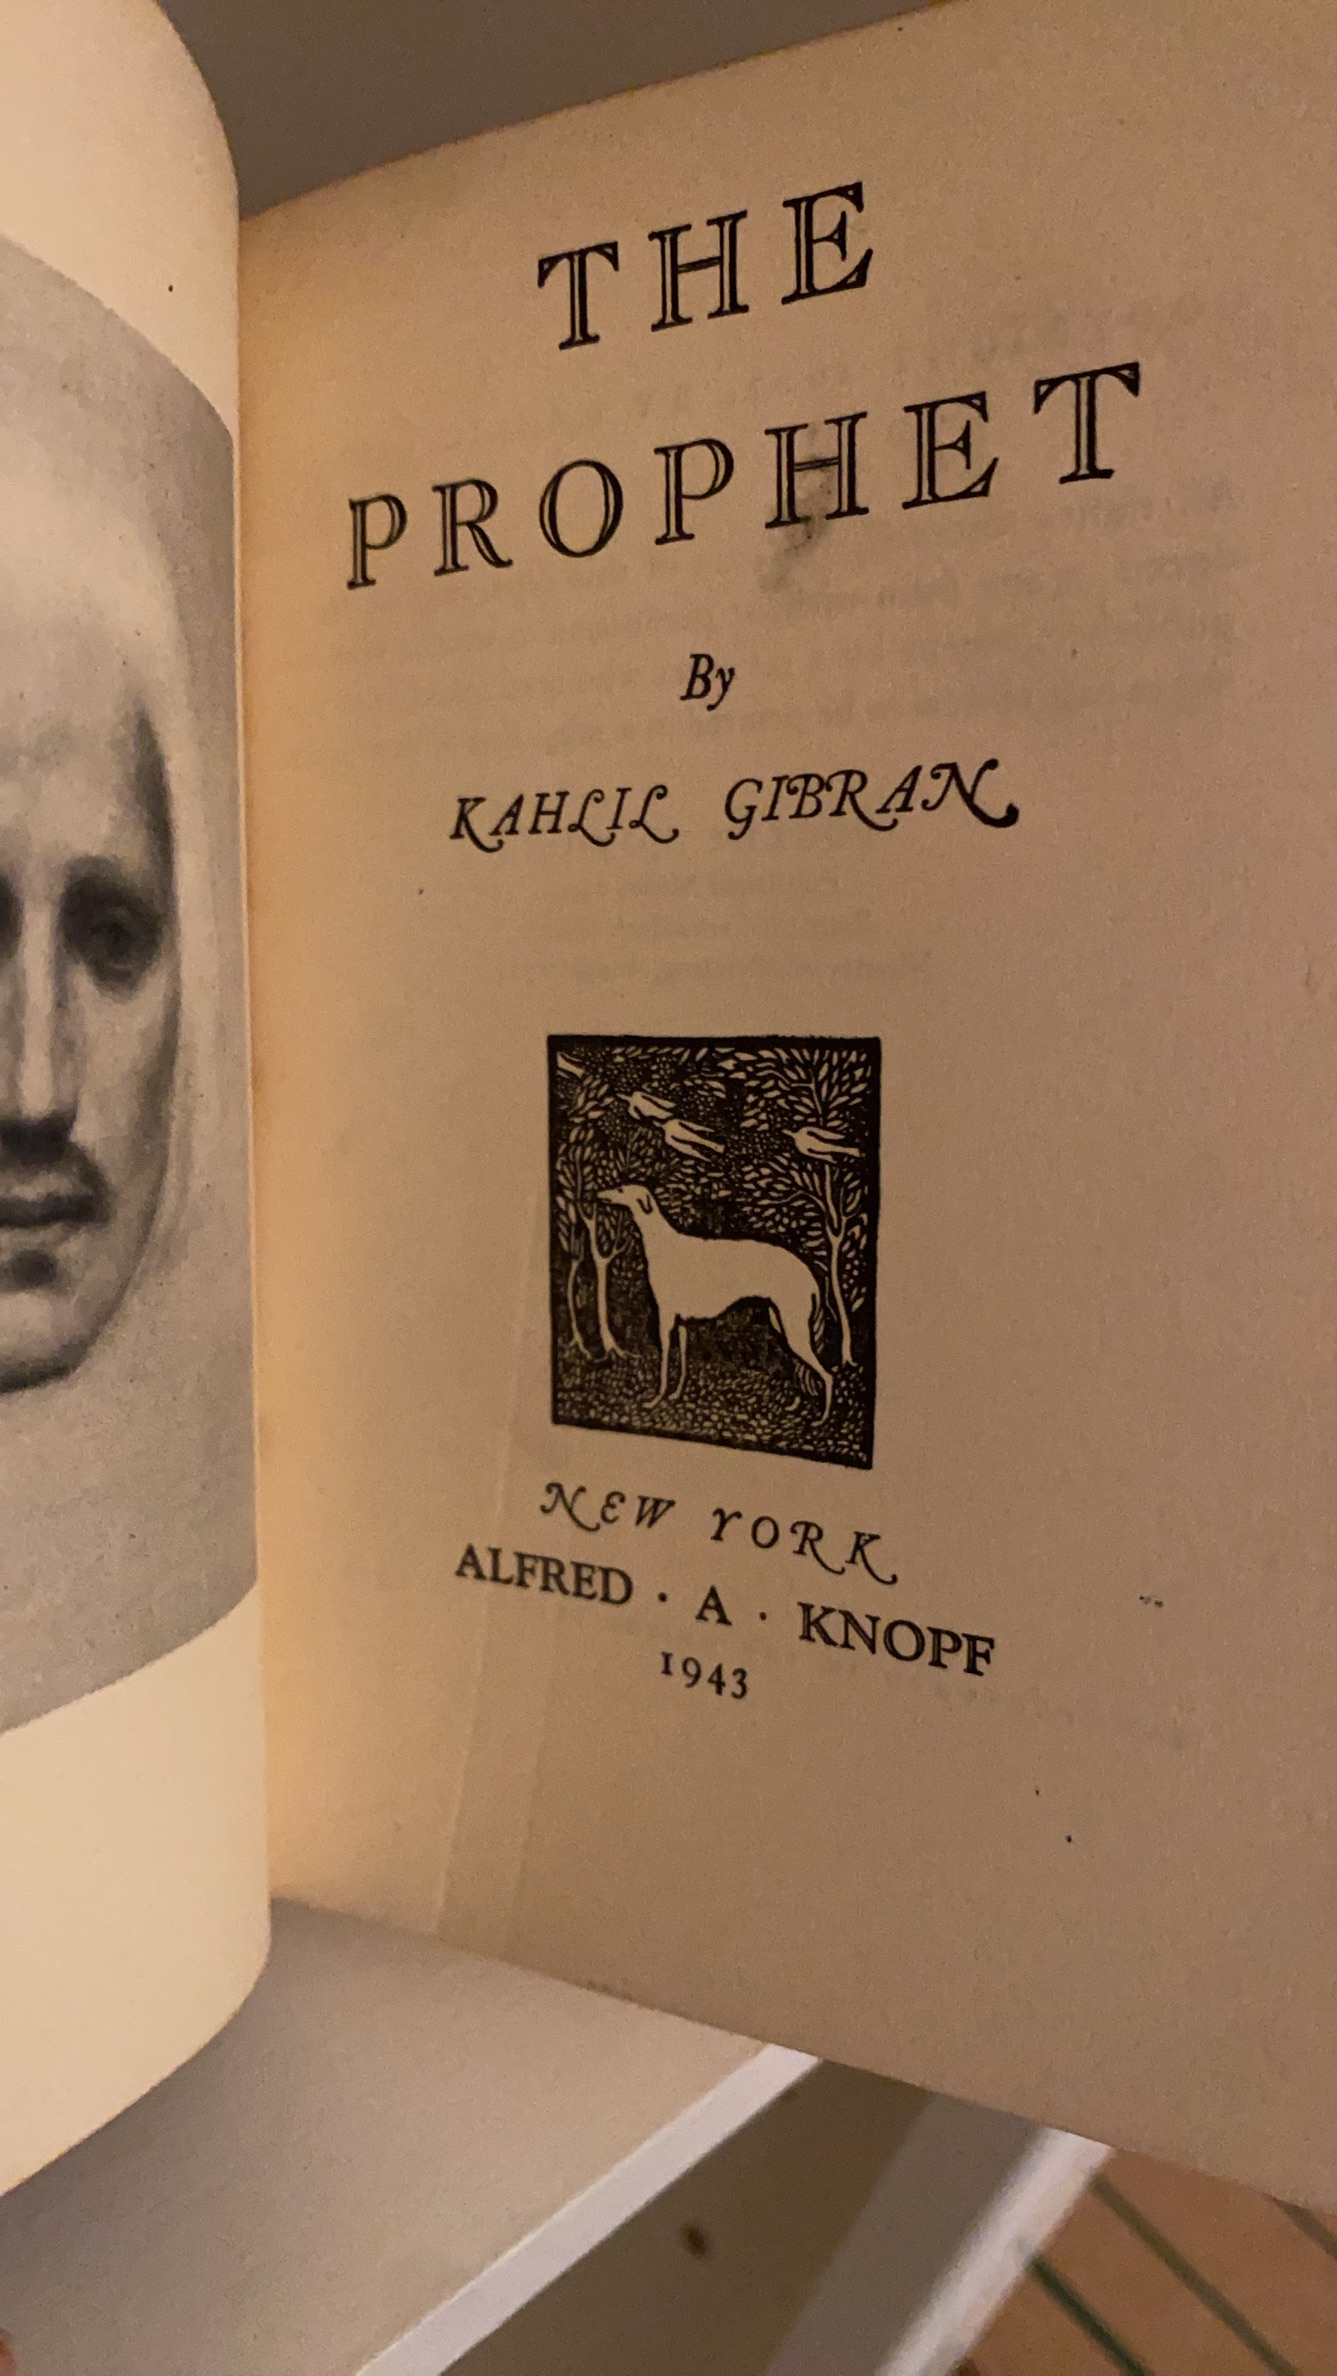 THE
PROPHET
By
KAHLIL GIBRAN
NEW YORK
ALFRED · A · KNOPF
1943